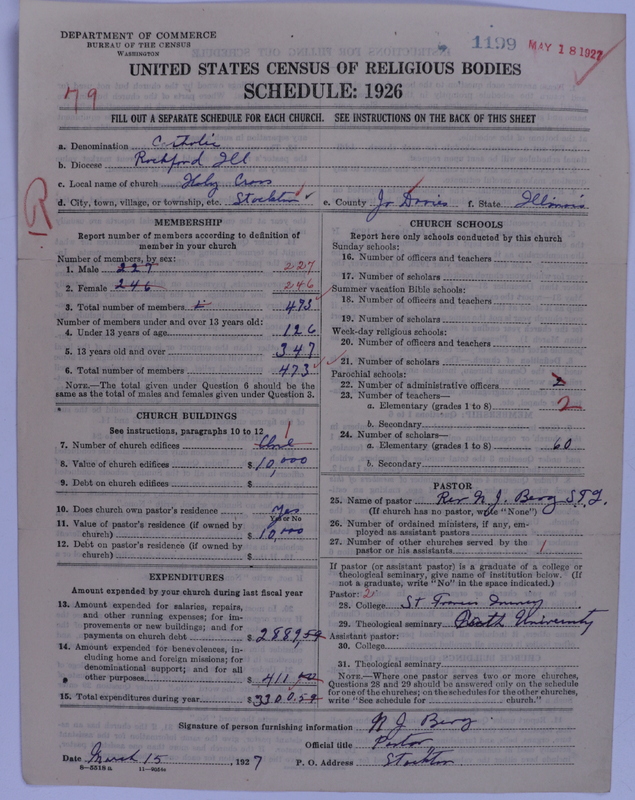 DEPARTMENT OF COMMERCE
BUREAU OF THE CENSUS
WASHINGTON
1199 MAY 18 1927
UNITED STATES CENSUS OF RELIGIOUS BODIES
SCHEDULE: 1926
79
FILL OUT A SEPARATE SCHEDULE FOR EACH CHURCH. SEE INSTRUCTIONS ON THE BACK OF THIS SHEET
a. Denomination Catholic
b. Diocese Rockford Ill
c. Local name of church Holy Cross
d. City, town, village, or township, etc. Stockton e. County Jo Davies f. State Illinois
MEMBERSHIP
Report number of members according to definition of member in your church
Number of members, by sex:
1. Male 227 227
2. Female 246 246
3. Total number of members 473
Number of members under and over 13 years old:
4. Under 13 years of age 126
5. 13 years old and over 347
6. Total number of members 473
NOTE.—The total given under Question 6 should be the
same as the total of males and females given under Question 3.
CHURCH BUILDINGS
See instructions, paragraphs 10 to 12
7. Number of church edifices One 1
8. Value of church edifices $ 10,000
9. Debt on church edifices $
10. Does church own pastor's residence Yes
Yes or No
11. Value of pastor's residence (if owned by
church) $ 10,000
12. Debt on pastor's residence (if owned by
church) $
EXPENDITURES
Amount expended by your church during last fiscal year
13. Amount expended for salaries, repairs,
and other running expenses; for im-
provements or new buildings; and for
payments on church debt $ 2889,59
14. Amount expended for benevolences, in-
cluding home and foreign missions; for
denominational support; and for all
other purposes $ 411
15. Total expenditures during year $ 3300.59
CHURCH SCHOOLS
Report here only schools conducted by this church
Sunday schools:
16. Number of officers and teachers
17. Number of scholars
Summer vacation Bible schools:
18. Number of officers and teachers
19. Number of scholars
Week-day religious schools:
20. Number of officers and teachers
21. Number of scholars
Parochial schools:
22. Number of administrative officers 2
23. Number of teachers—
a. Elementary (grades 1 to 8) 2
b. Secondary
24. Number of scholars—
a. Elementary (grades 1 to 8) 60
b. Secondary
PASTOR
25. Name of pastor Rev N. J. Berg
(If church has no pastor, write "None")
26. Number of ordained ministers, if any, em-
ployed as assistant pastors
27. Number of other churches served by the
pastor or his assistants 1
If pastor (or assistant pastor) is a graduate of a college or
theological seminary, give name of institution below. (If
not a graduate, write "No" in the space indicated.)
Pastor: 2
28. College St Francis
29. Theological seminary University
Assistant pastor:
30. College
31. Theological seminary
NOTE.—Where one pastor serves two or more churches,
Questions 28 and 29 should be answered only on the schedule
for one of the churches; on the schedules for the other churches,
write "See schedule for church."
Signature of person furnishing information N J Berg
Official title Pastor
Date March 15, 1927 P. O. Address Stockton
8—5518 a